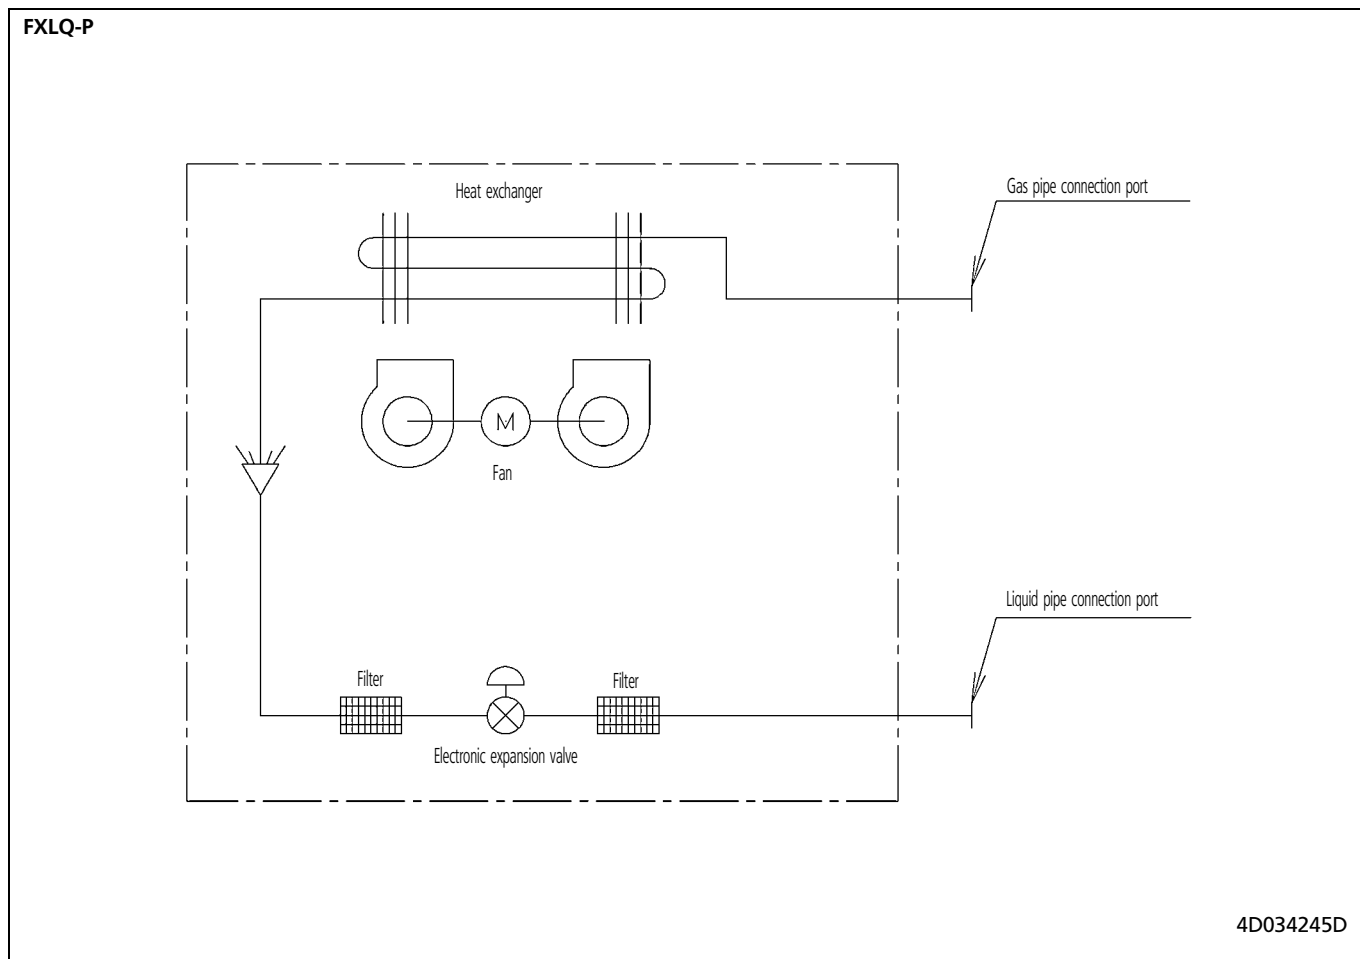 FXLQ-P
Heat exchanger
Gas pipe connection port
M
Fan
Liquid pipe connection port
Filter
Filter
Electronic expansion valve
4D034245D